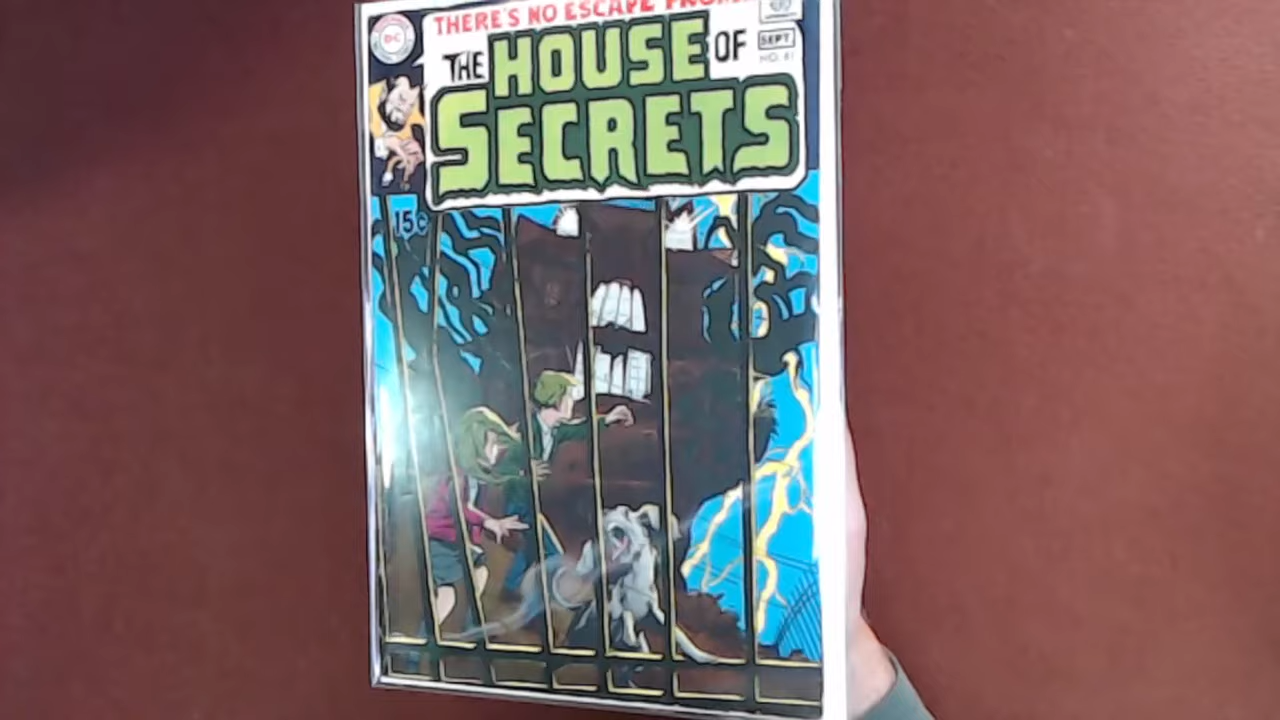 THERE'S NO ESCAPE FROM...
DC
THE HOUSE OF
SEPT.
NO. 81
SECRETS
15¢